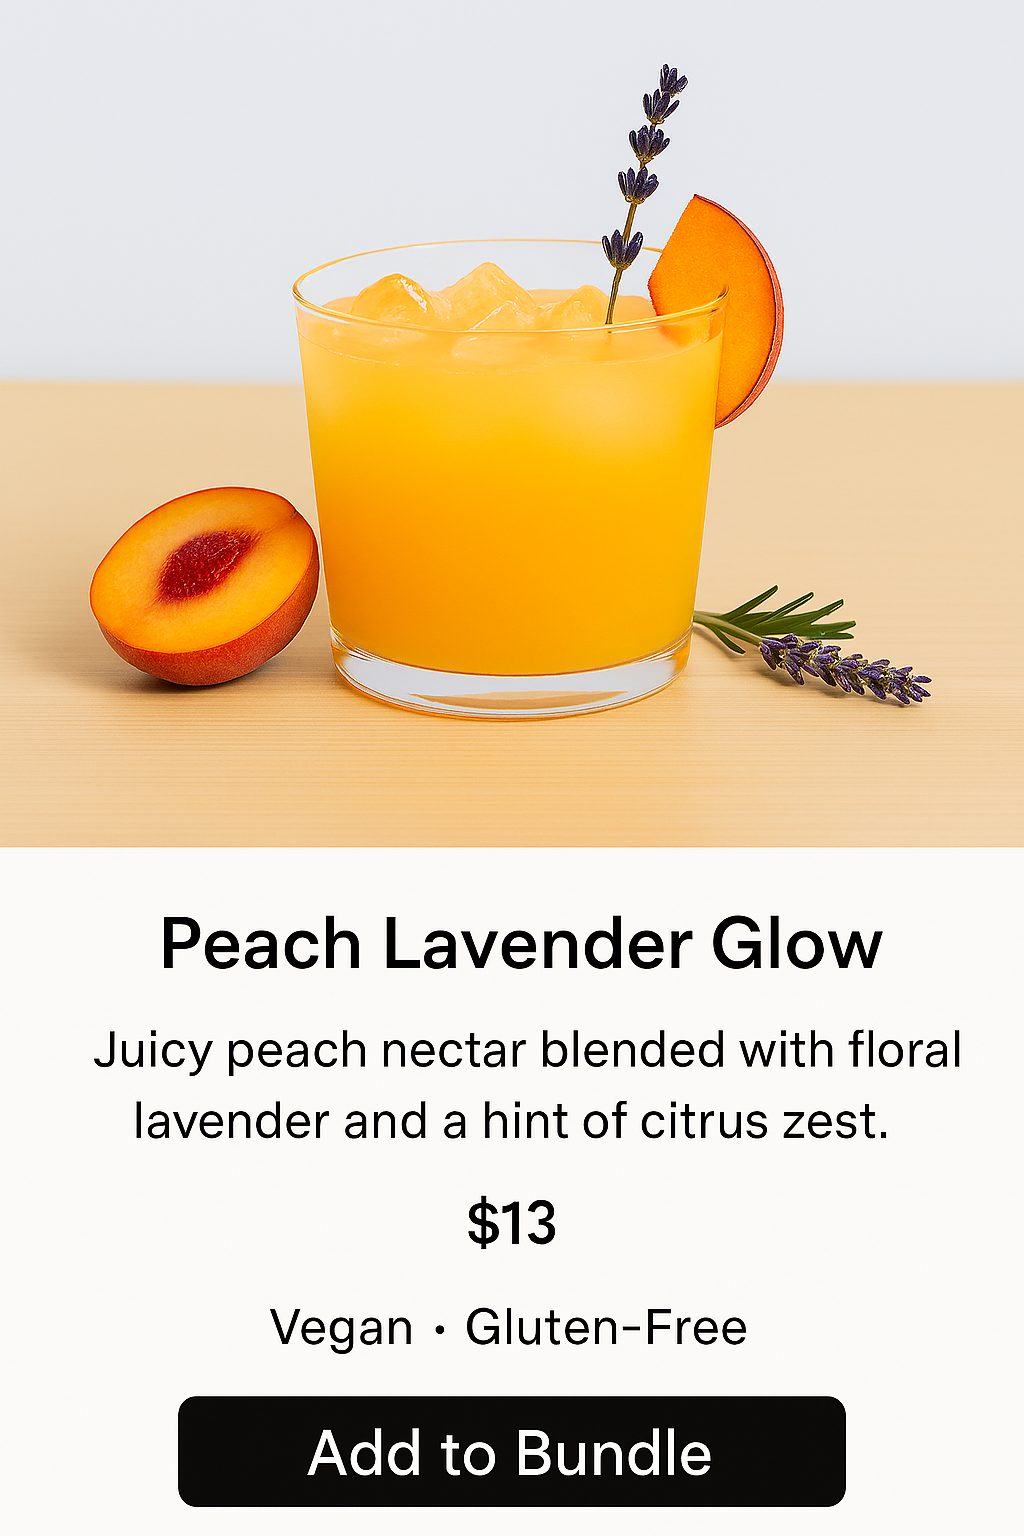 Peach Lavender Glow
Juicy peach nectar blended with floral
lavender and a hint of citrus zest.
$13
Vegan · Gluten-Free
Add to Bundle